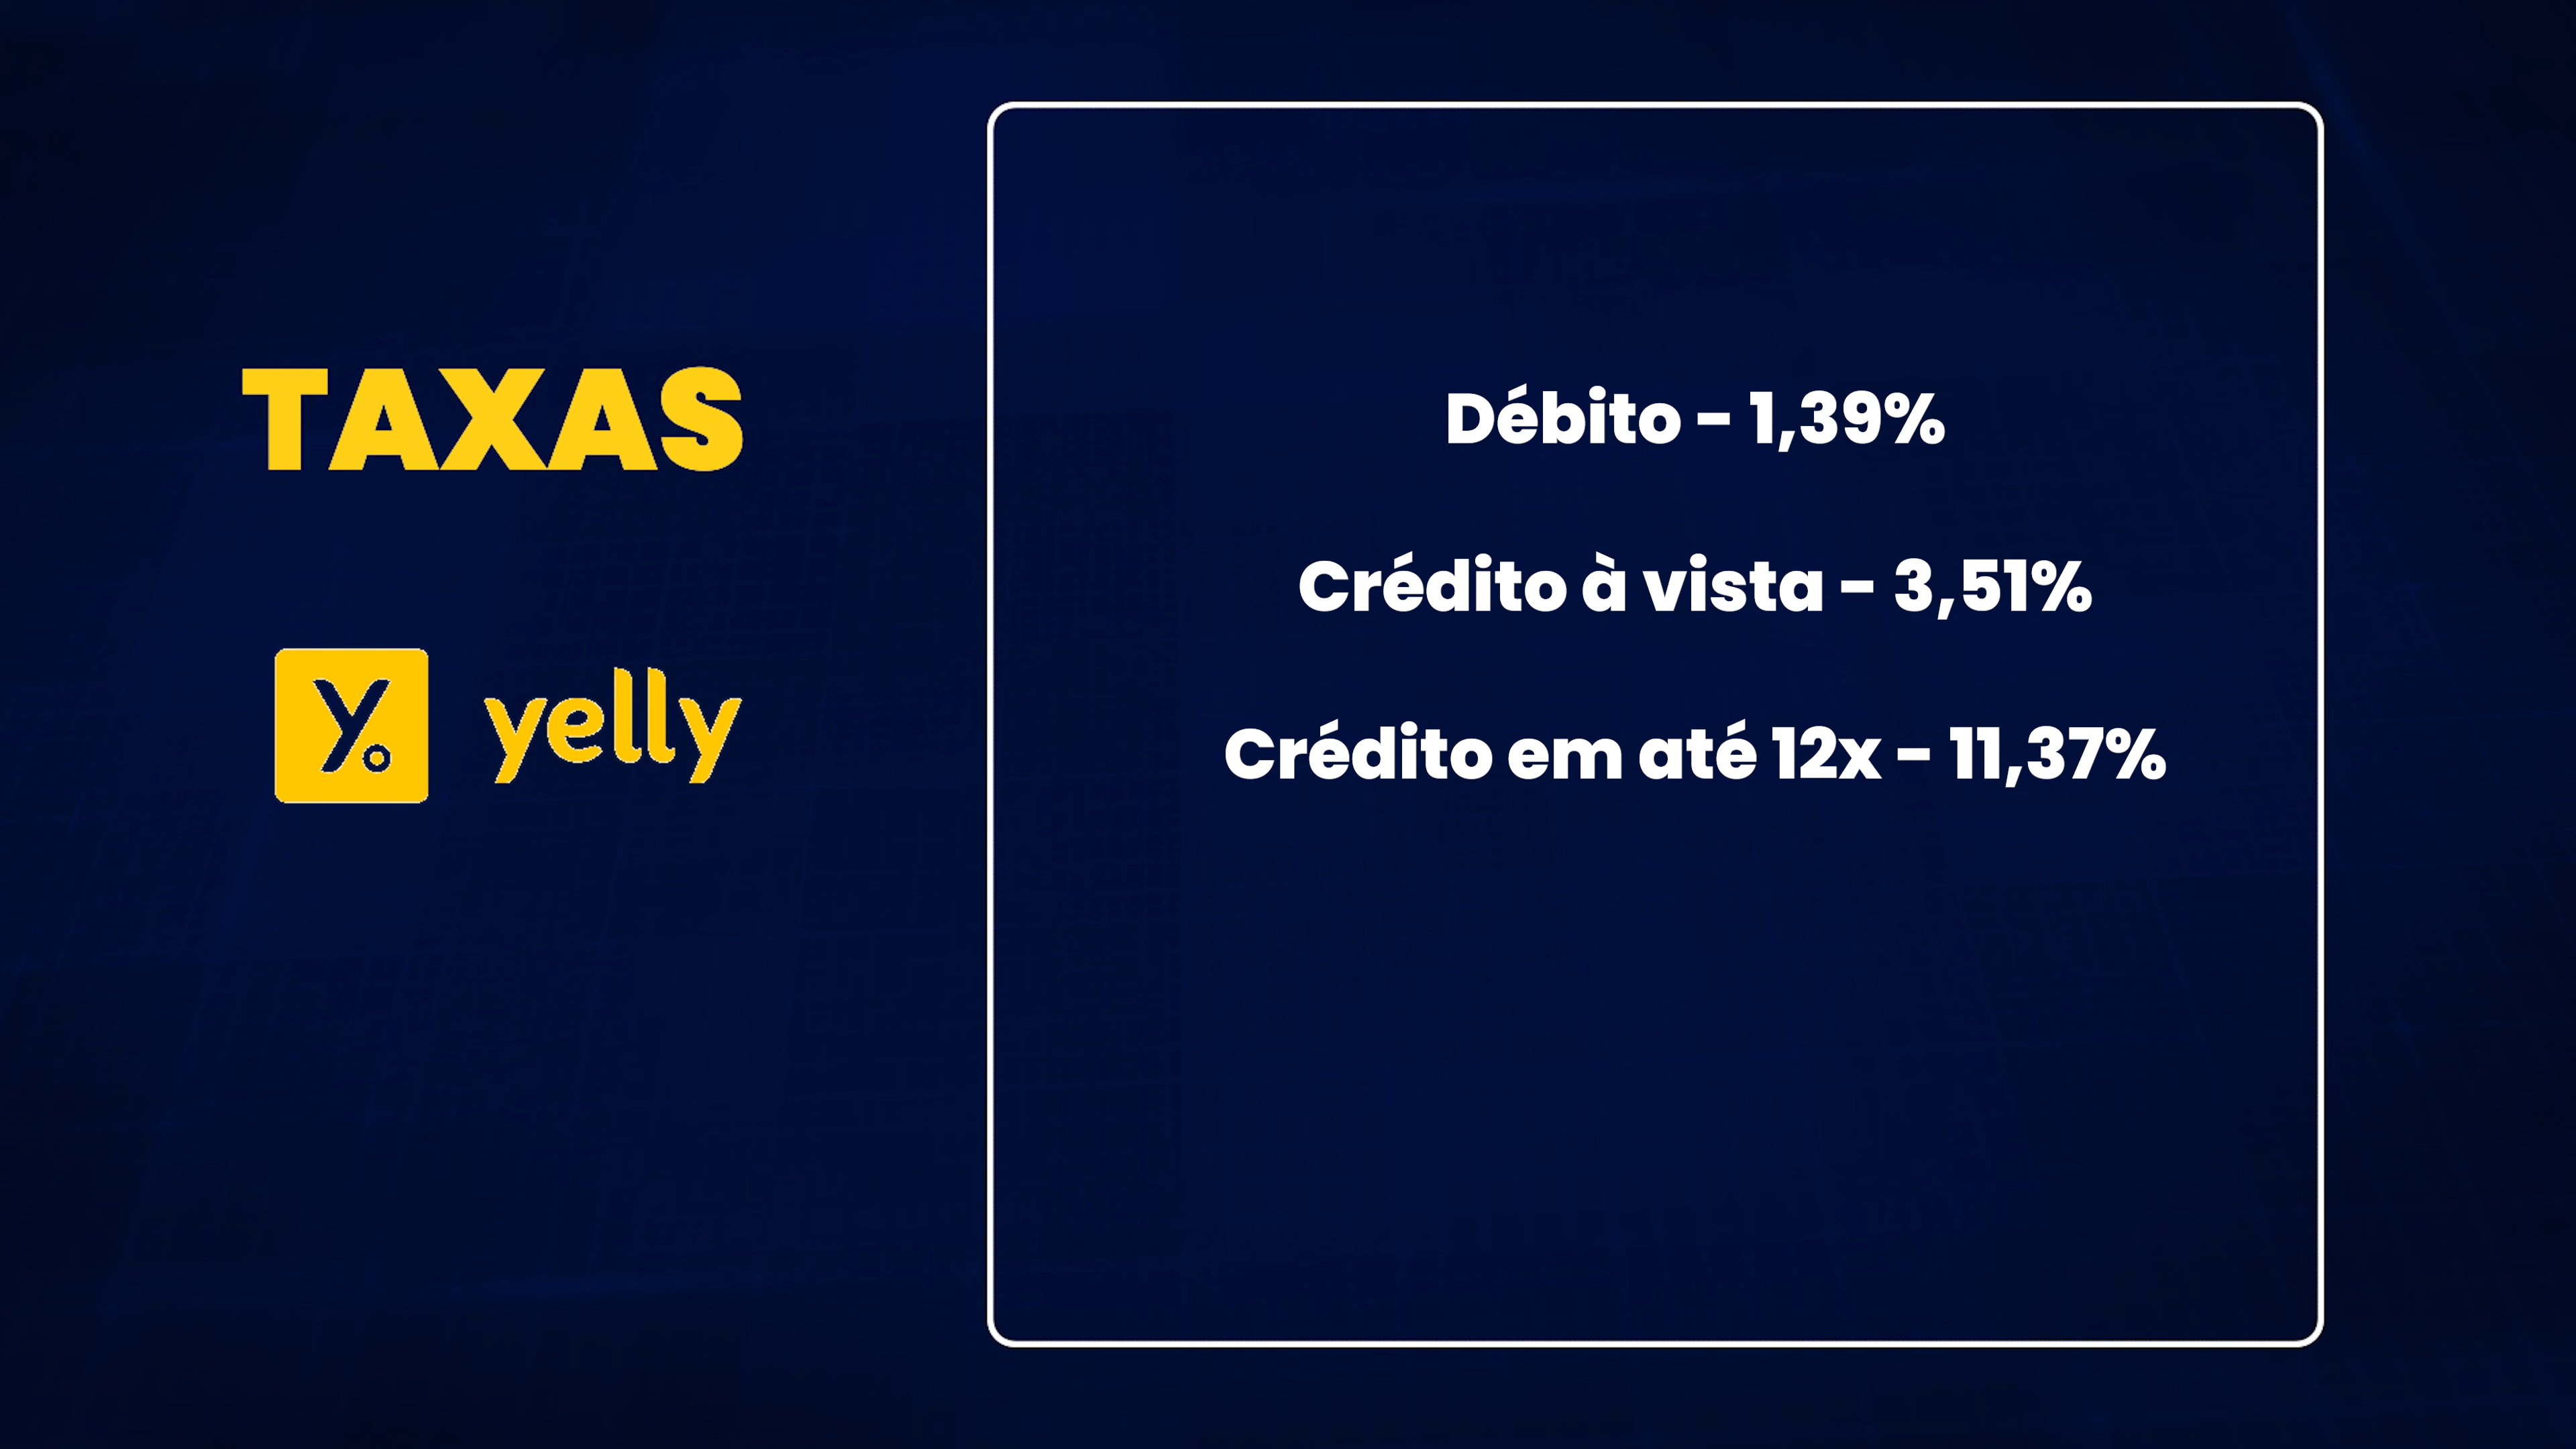 TAXAS
Y.
yelly
Débito - 1,39%
Crédito à vista - 3,51%
Crédito em até 12x - 11,37%